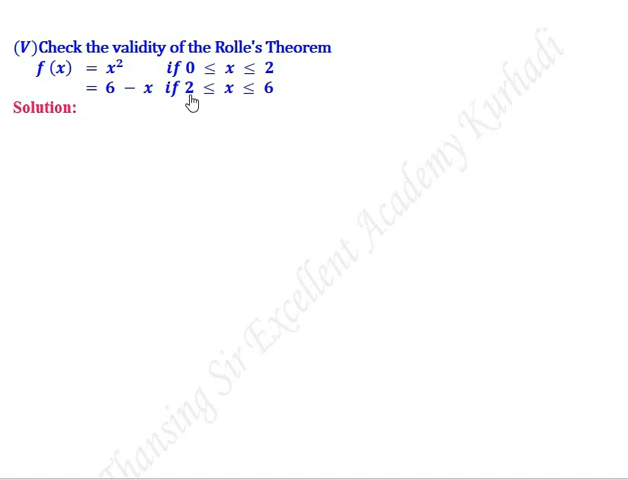 (V)Check the validity of the Rolle's Theorem
f (x) = x² if 0 ≤ x ≤ 2
= 6 − x if 2 ≤ x ≤ 6
Solution:
Thansing Sir Excellent Academy Kurhadi